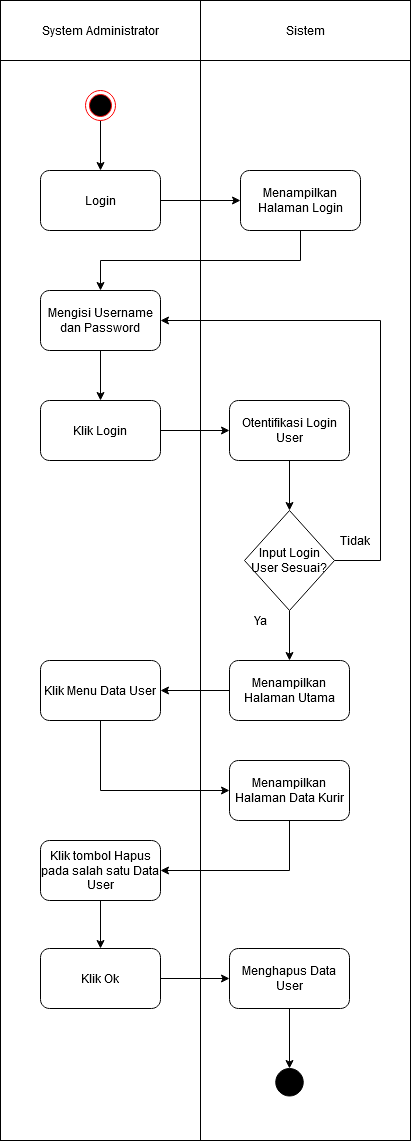 System Administrator
Sistem
Login
Menampilkan
Halaman Login
Mengisi Username
dan Password
Klik Login
Otentifikasi Login
User
Input Login
User Sesuai?
Tidak
Ya
Klik Menu Data User
Menampilkan
Halaman Utama
Menampilkan
Halaman Data Kurir
Klik tombol Hapus
pada salah satu Data
User
Klik Ok
Menghapus Data
User